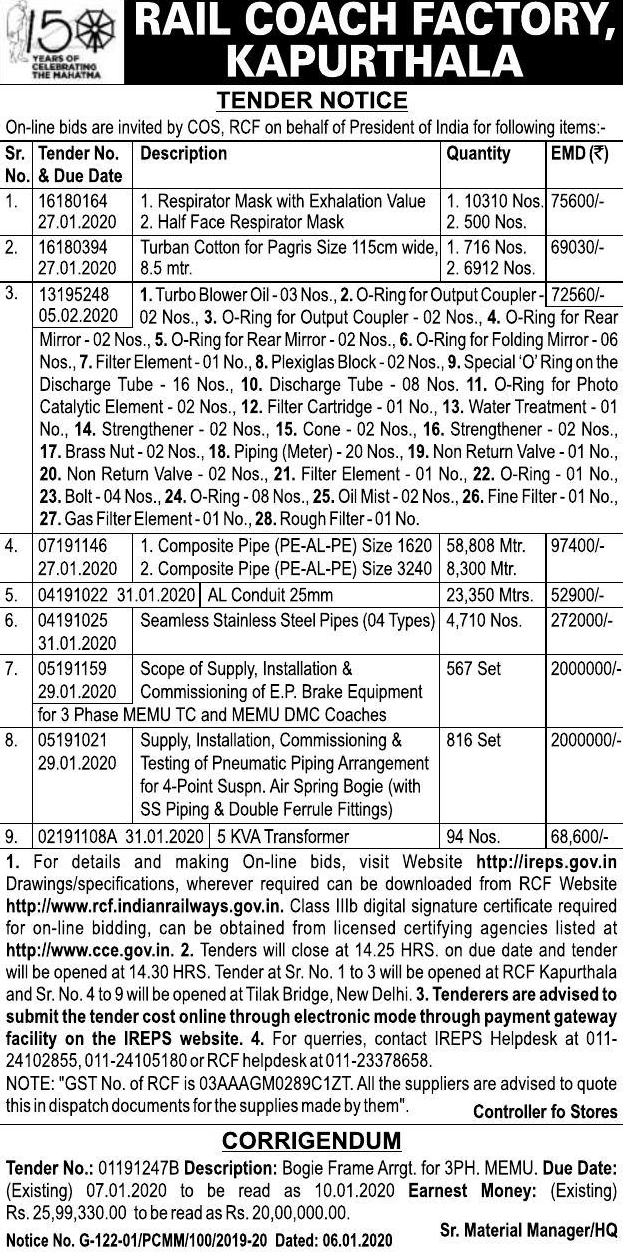 150
YEARS OF
CELEBRATING
THE MAHATMA
RAIL COACH FACTORY,
KAPURTHALA
TENDER NOTICE
On-line bids are invited by COS, RCF on behalf of President of India for following items:-
Sr. Tender No. Description Quantity EMD (₹)
No. & Due Date
1. 16180164 1. Respirator Mask with Exhalation Value 1. 10310 Nos. 75600/-
27.01.2020 2. Half Face Respirator Mask 2. 500 Nos.
2. 16180394 Turban Cotton for Pagris Size 115cm wide, 1. 716 Nos. 69030/-
27.01.2020 8.5 mtr. 2. 6912 Nos.
3. 13195248 1. Turbo Blower Oil - 03 Nos., 2. O-Ring for Output Coupler - 72560/-
05.02.2020 02 Nos., 3. O-Ring for Output Coupler - 02 Nos., 4. O-Ring for Rear
Mirror - 02 Nos., 5. O-Ring for Rear Mirror - 02 Nos., 6. O-Ring for Folding Mirror - 06
Nos., 7. Filter Element - 01 No., 8. Plexiglas Block - 02 Nos., 9. Special 'O' Ring on the
Discharge Tube - 16 Nos., 10. Discharge Tube - 08 Nos. 11. O-Ring for Photo
Catalytic Element - 02 Nos., 12. Filter Cartridge - 01 No., 13. Water Treatment - 01
No., 14. Strengthener - 02 Nos., 15. Cone - 02 Nos., 16. Strengthener - 02 Nos.,
17. Brass Nut - 02 Nos., 18. Piping (Meter) - 20 Nos., 19. Non Return Valve - 01 No.,
20. Non Return Valve - 02 Nos., 21. Filter Element - 01 No., 22. O-Ring - 01 No.,
23. Bolt - 04 Nos., 24. O-Ring - 08 Nos., 25. Oil Mist - 02 Nos., 26. Fine Filter - 01 No.,
27. Gas Filter Element - 01 No., 28. Rough Filter - 01 No.
4. 07191146 1. Composite Pipe (PE-AL-PE) Size 1620 58,808 Mtr. 97400/-
27.01.2020 2. Composite Pipe (PE-AL-PE) Size 3240 8,300 Mtr.
5. 04191022 31.01.2020 AL Conduit 25mm 23,350 Mtrs. 52900/-
6. 04191025 Seamless Stainless Steel Pipes (04 Types) 4,710 Nos. 272000/-
31.01.2020
7. 05191159 Scope of Supply, Installation & 567 Set 2000000/-
29.01.2020 Commissioning of E.P. Brake Equipment
for 3 Phase MEMU TC and MEMU DMC Coaches
8. 05191021 Supply, Installation, Commissioning & 816 Set 2000000/-
29.01.2020 Testing of Pneumatic Piping Arrangement
for 4-Point Suspn. Air Spring Bogie (with
SS Piping & Double Ferrule Fittings)
9. 02191108A 31.01.2020 5 KVA Transformer 94 Nos. 68,600/-
1. For details and making On-line bids, visit Website http://ireps.gov.in
Drawings/specifications, wherever required can be downloaded from RCF Website
http://www.rcf.indianrailways.gov.in. Class IIIb digital signature certificate required
for on-line bidding, can be obtained from licensed certifying agencies listed at
http://www.cce.gov.in. 2. Tenders will close at 14.25 HRS. on due date and tender
will be opened at 14.30 HRS. Tender at Sr. No. 1 to 3 will be opened at RCF Kapurthala
and Sr. No. 4 to 9 will be opened at Tilak Bridge, New Delhi. 3. Tenderers are advised to
submit the tender cost online through electronic mode through payment gateway
facility on the IREPS website. 4. For querries, contact IREPS Helpdesk at 011-
24102855, 011-24105180 or RCF helpdesk at 011-23378658.
NOTE: "GST No. of RCF is 03AAAGM0289C1ZT. All the suppliers are advised to quote
this in dispatch documents for the supplies made by them".
Controller fo Stores
CORRIGENDUM
Tender No.: 01191247B Description: Bogie Frame Arrgt. for 3PH. MEMU. Due Date:
(Existing) 07.01.2020 to be read as 10.01.2020 Earnest Money: (Existing)
Rs. 25,99,330.00 to be read as Rs. 20,00,000.00.
Sr. Material Manager/HQ
Notice No. G-122-01/PCMM/100/2019-20 Dated: 06.01.2020